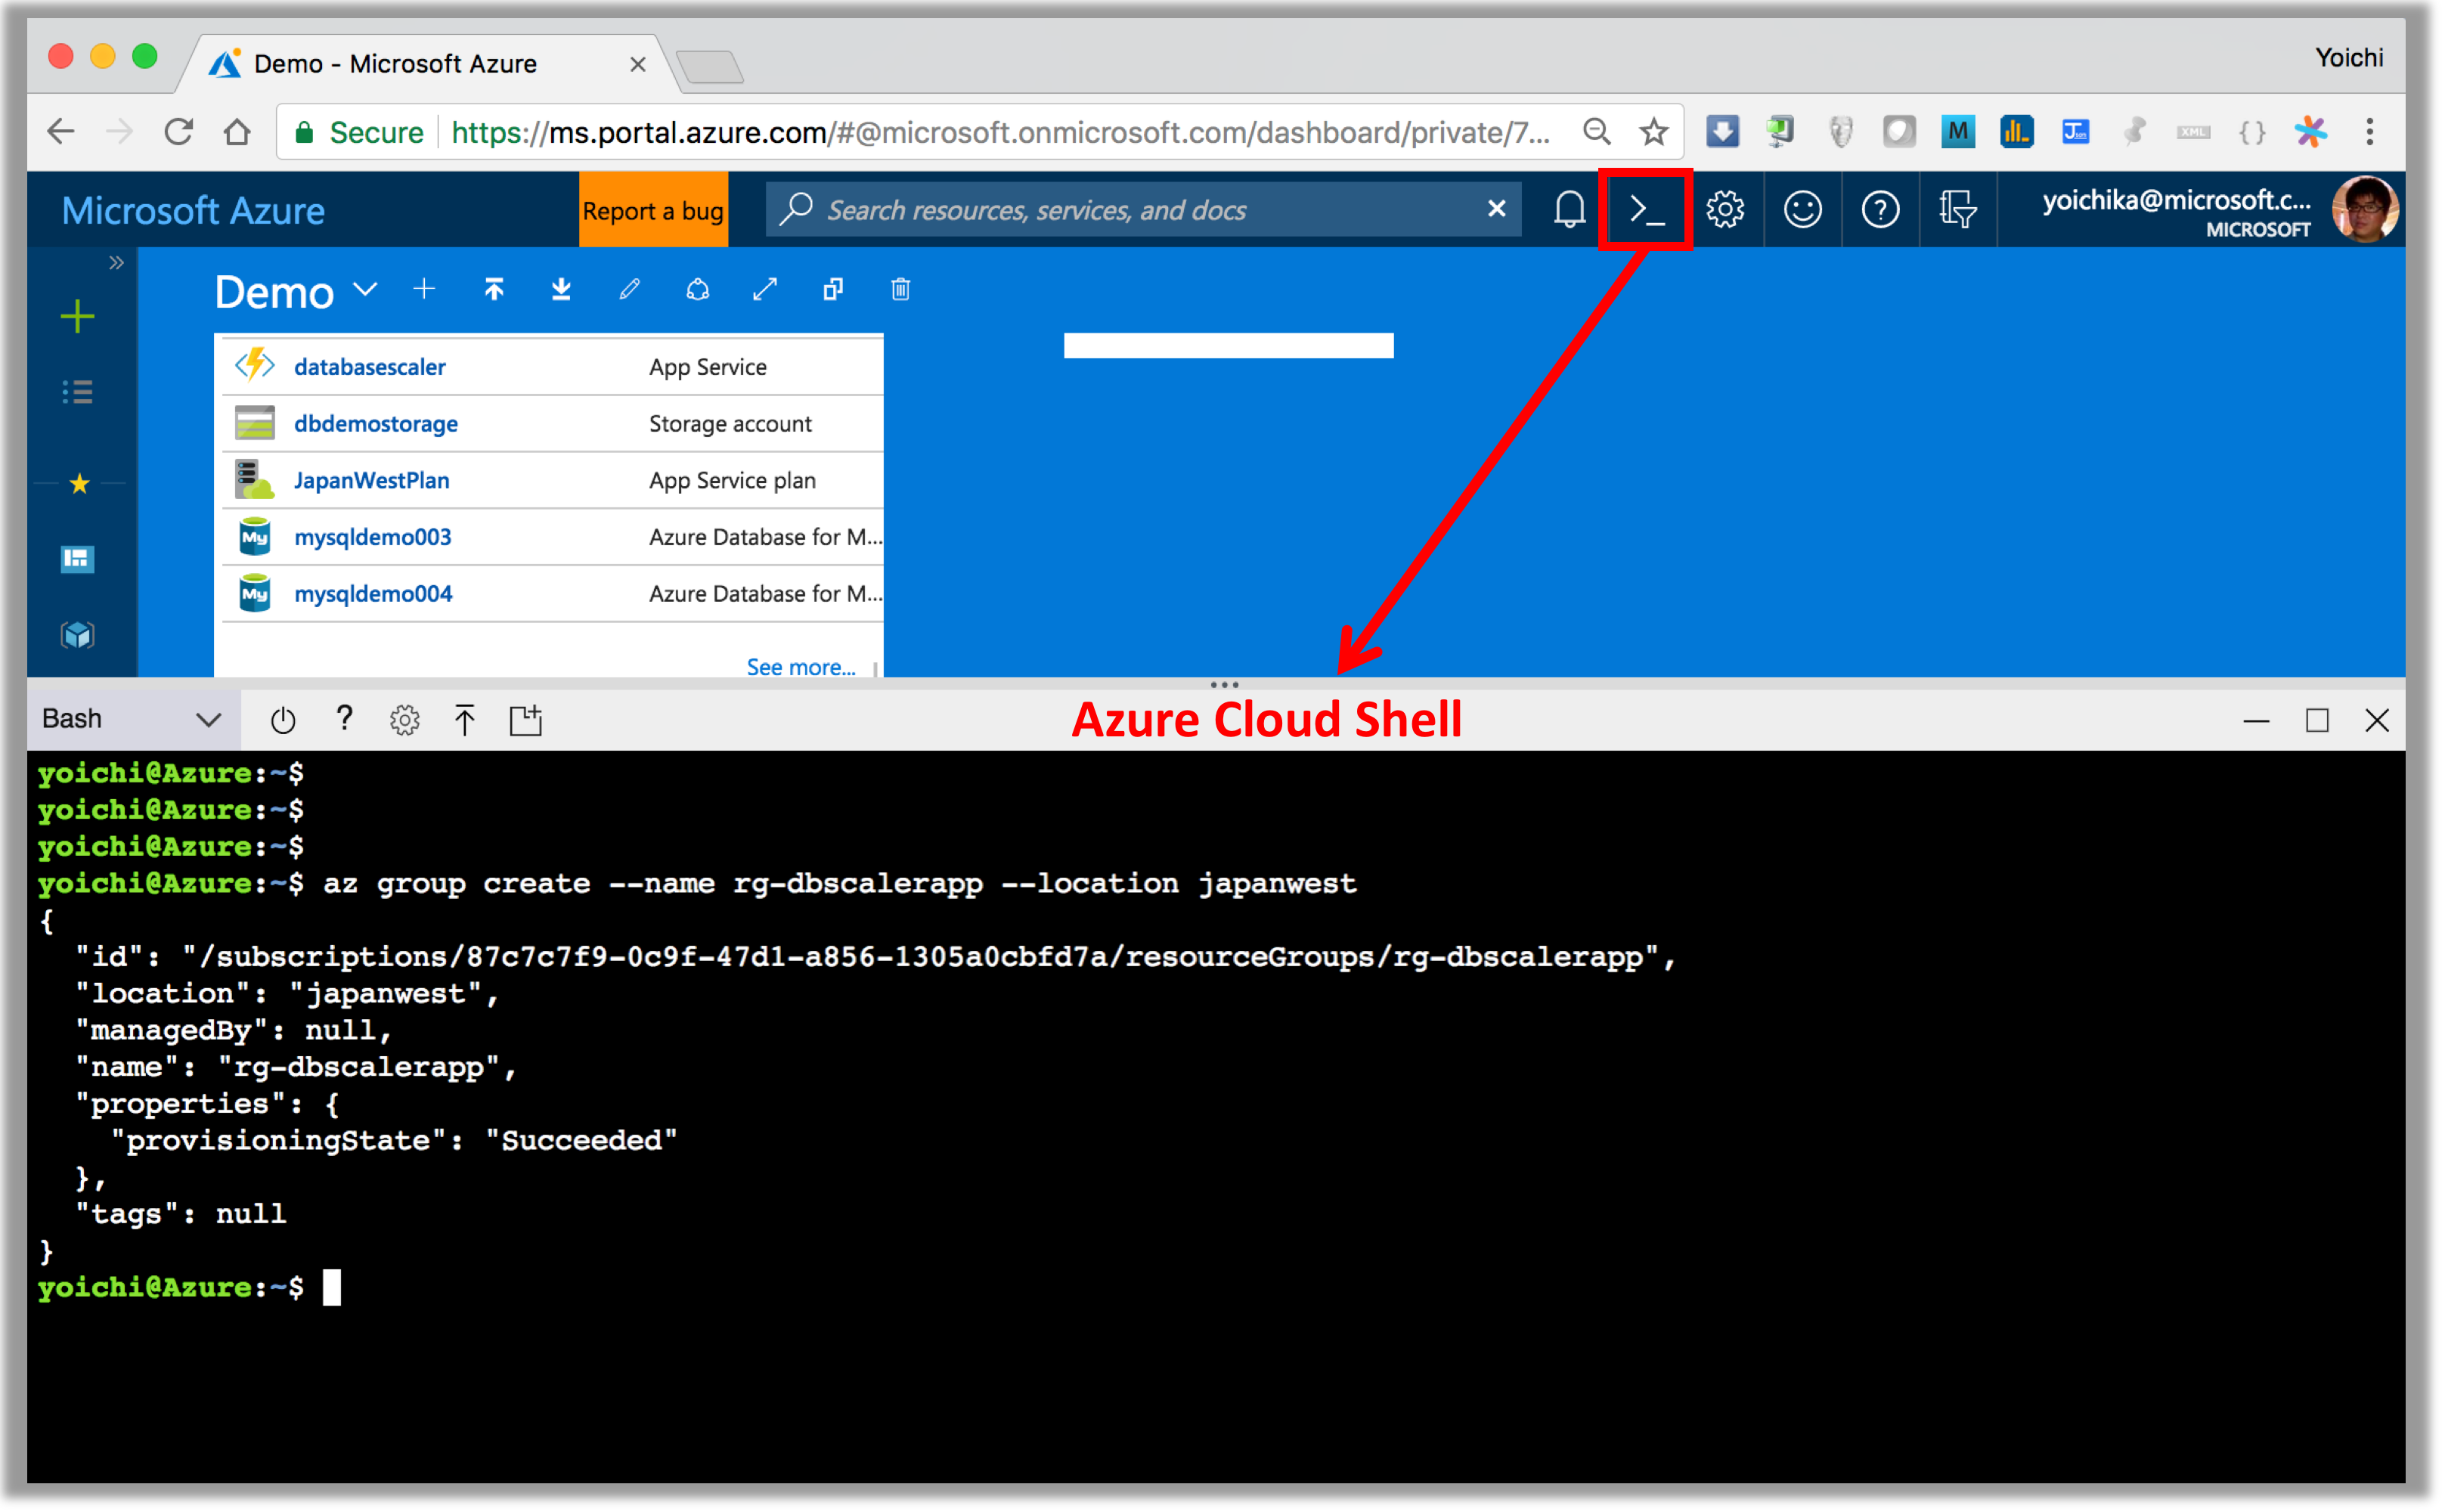 Demo - Microsoft Azure
Yoichi
Secure https://ms.portal.azure.com/#@microsoft.onmicrosoft.com/dashboard/private/7...
M
XML
{}
Microsoft Azure
Report a bug
Search resources, services, and docs
yoichika@microsoft.c...
MICROSOFT
Demo
databasescaler App Service
dbdemostorage Storage account
JapanWestPlan App Service plan
My mysqldemo003 Azure Database for M...
My mysqldemo004 Azure Database for M...
See more...
Bash
?
Azure Cloud Shell
yoichi@Azure:~$
yoichi@Azure:~$
yoichi@Azure:~$
yoichi@Azure:~$ az group create --name rg-dbscalerapp --location japanwest
{
"id": "/subscriptions/87c7c7f9-0c9f-47d1-a856-1305a0cbfd7a/resourceGroups/rg-dbscalerapp",
"location": "japanwest",
"managedBy": null,
"name": "rg-dbscalerapp",
"properties": {
"provisioningState": "Succeeded"
},
"tags": null
}
yoichi@Azure:~$